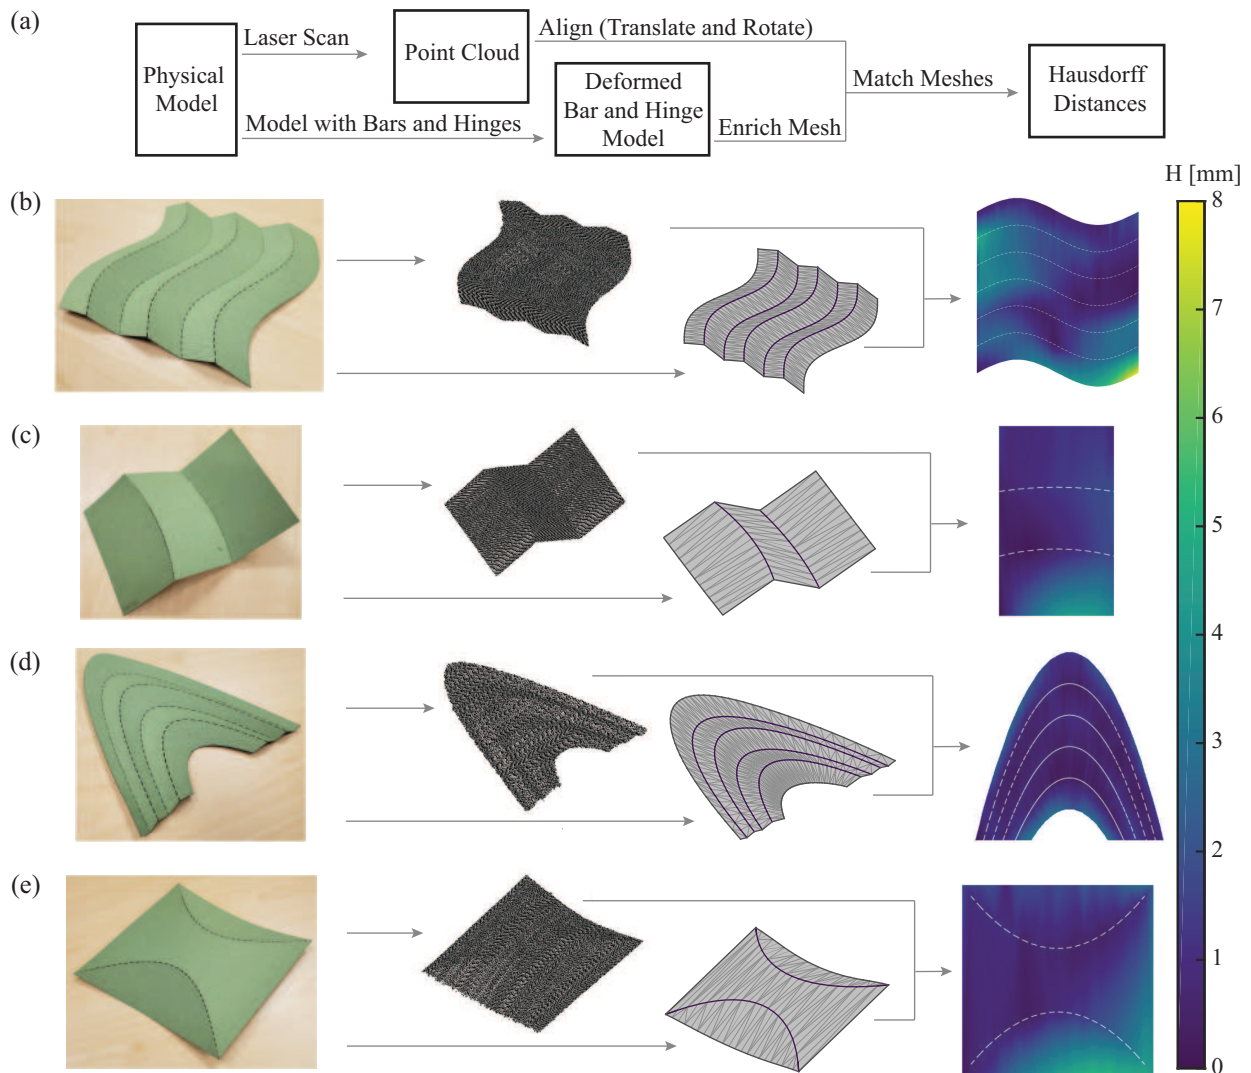 (a)
Laser Scan
Align (Translate and Rotate)
Physical
Model
Point Cloud
Deformed
Bar and Hinge
Model
Model with Bars and Hinges
Enrich Mesh
Match Meshes
Hausdorff
Distances
H [mm]
8
7
6
5
4
3
2
1
0
(b)
(c)
(d)
(e)